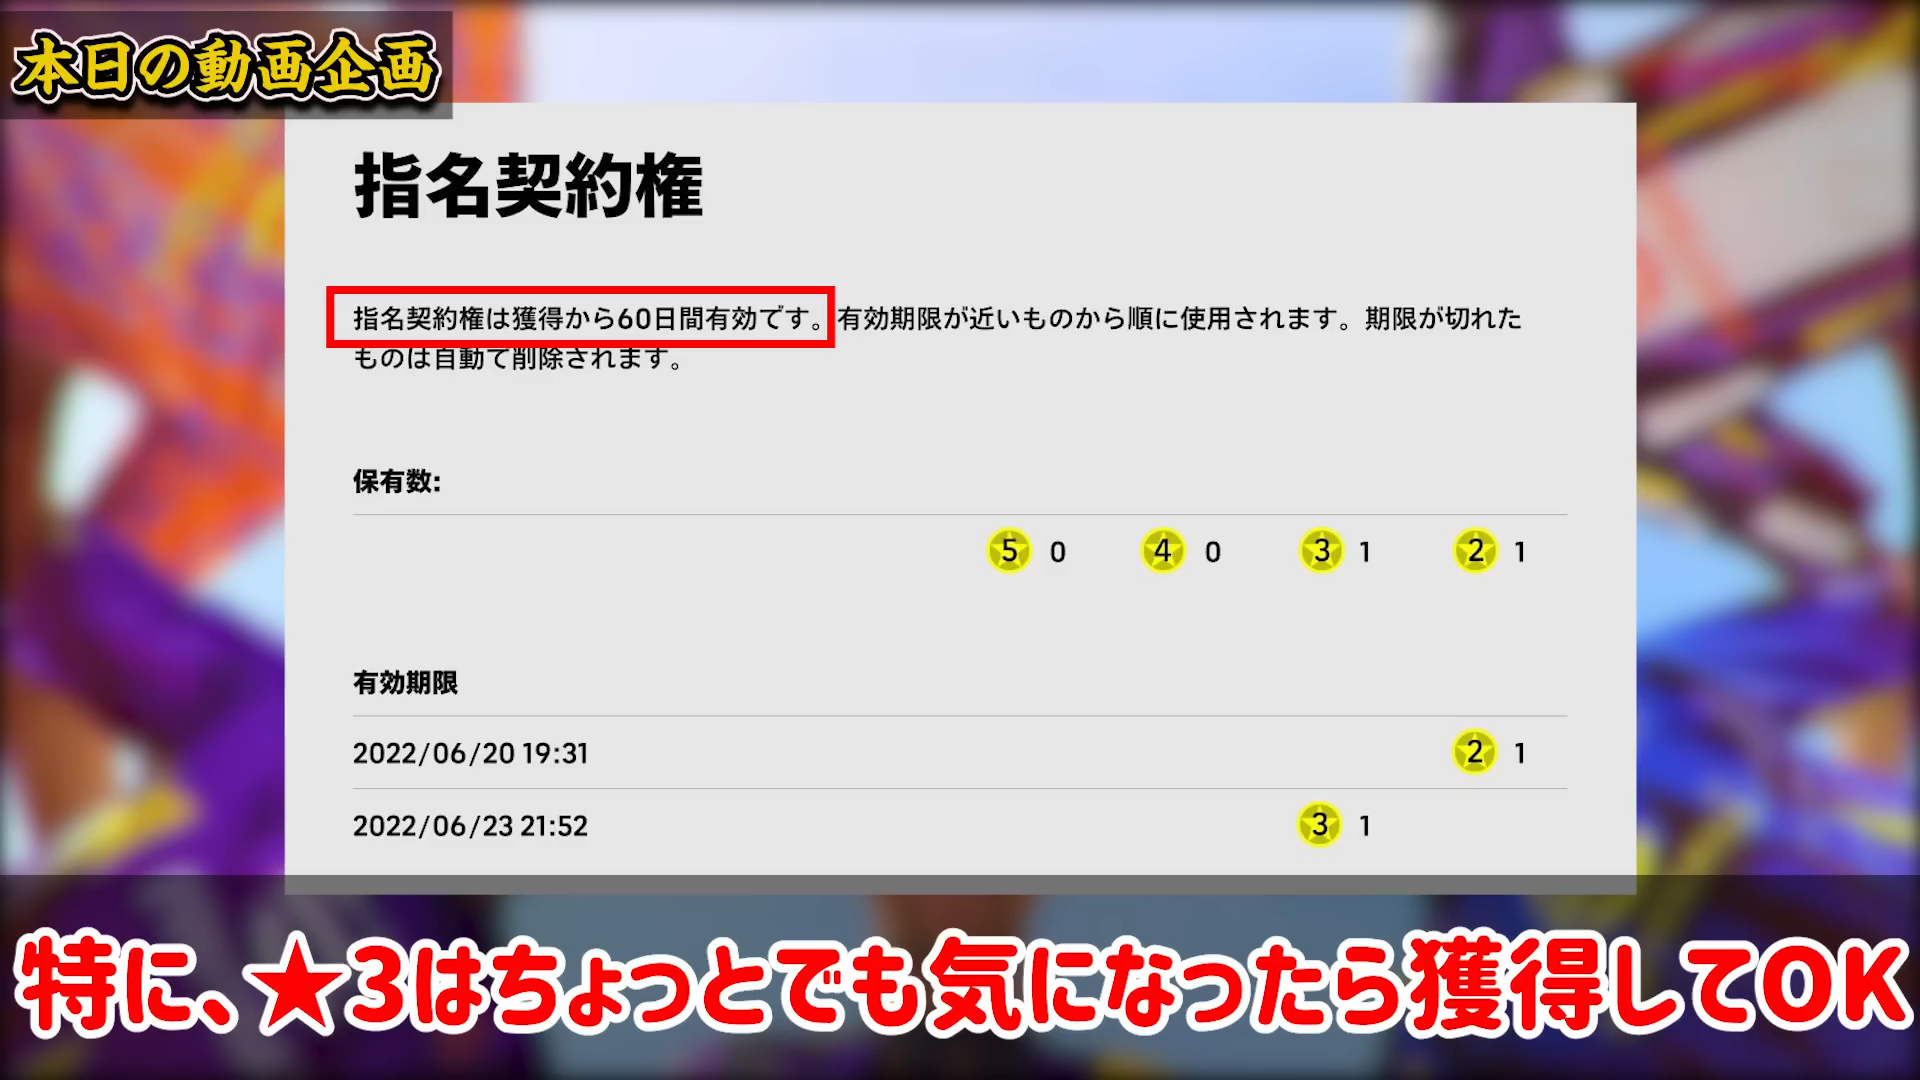 本日の動画企画
指名契約権
指名契約権は獲得から60日間有効です。有効期限が近いものから順に使用されます。期限が切れた
ものは自動で削除されます。
保有数:
5 0 4 0 3 1 2 1
有効期限
2022/06/20 19:31 2 1
2022/06/23 21:52 3 1
特に、★3はちょっとでも気になったら獲得してOK